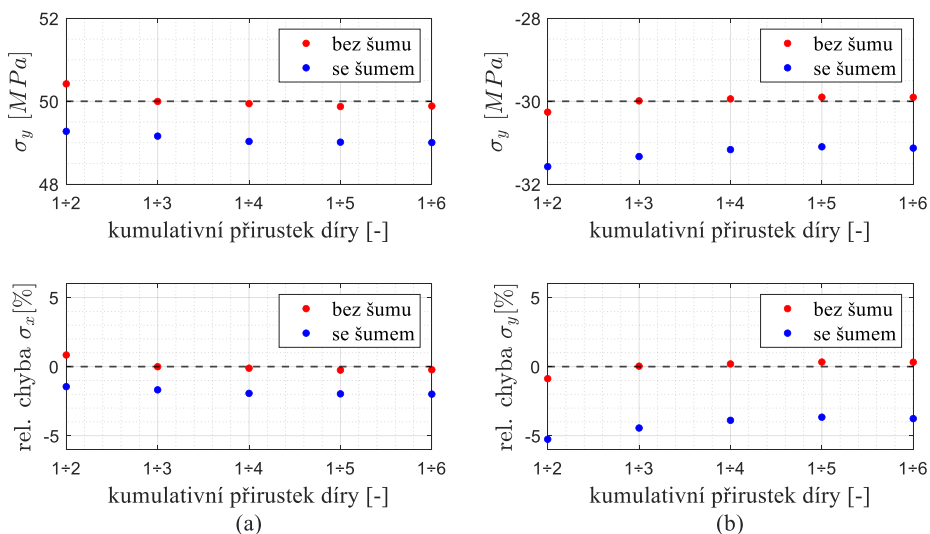 52
50
48
σ_y [MPa]
bez šumu
se šumem
1÷2 1÷3 1÷4 1÷5 1÷6
kumulativní přirustek díry [-]
-28
-30
-32
σ_y [MPa]
bez šumu
se šumem
1÷2 1÷3 1÷4 1÷5 1÷6
kumulativní přirustek díry [-]
5
0
-5
rel. chyba σ_x[%]
bez šumu
se šumem
1÷2 1÷3 1÷4 1÷5 1÷6
kumulativní přirustek díry [-]
(a)
5
0
-5
rel. chyba σ_y[%]
bez šumu
se šumem
1÷2 1÷3 1÷4 1÷5 1÷6
kumulativní přirustek díry [-]
(b)